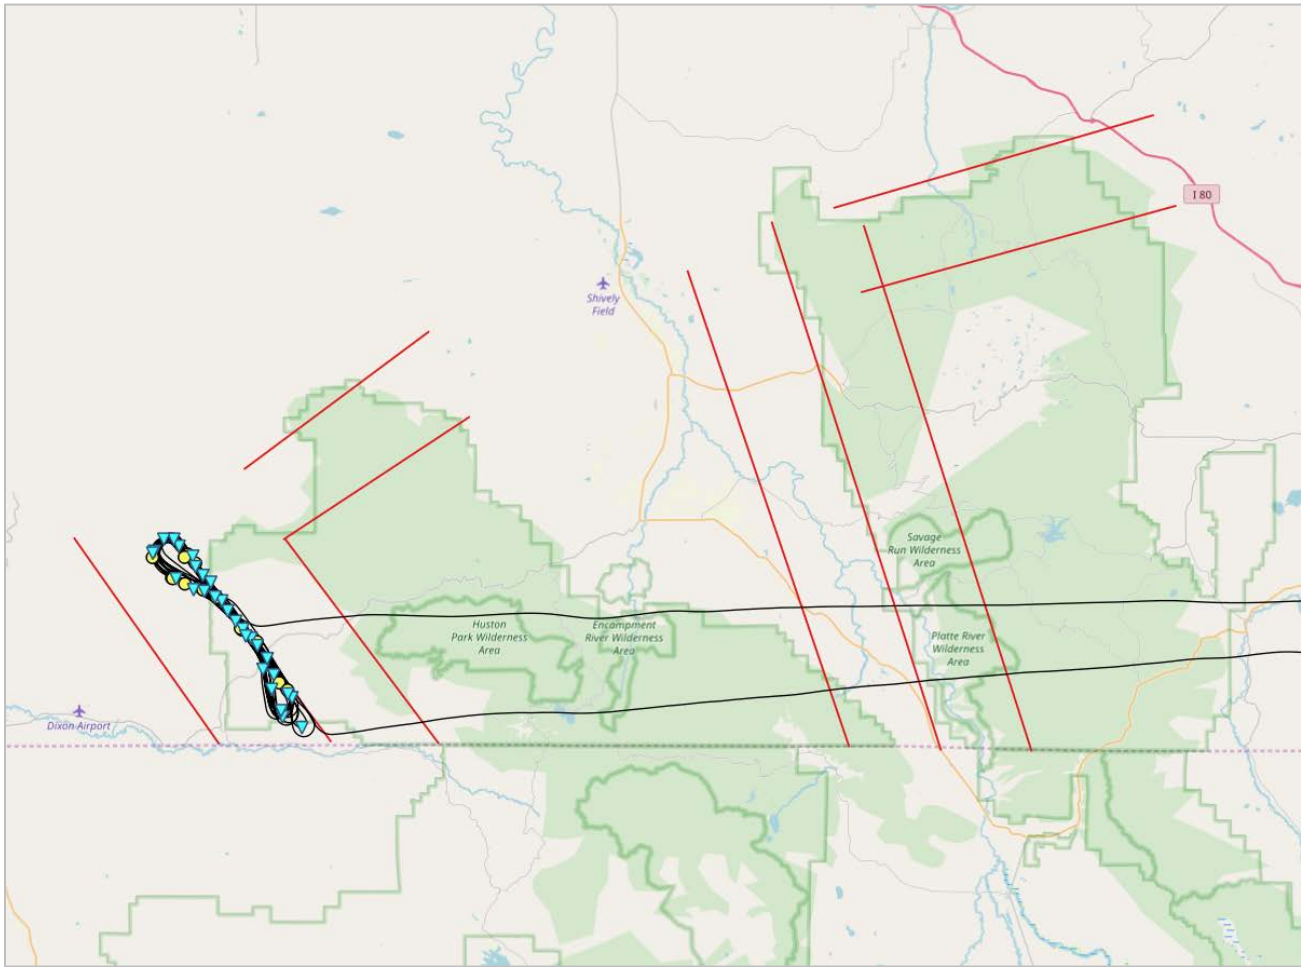 I 80
Shively
Field
Savage
Run Wilderness
Area
Huston
Park Wilderness
Area
Encampment
River Wilderness
Area
Platte River
Wilderness
Area
Dixon Airport